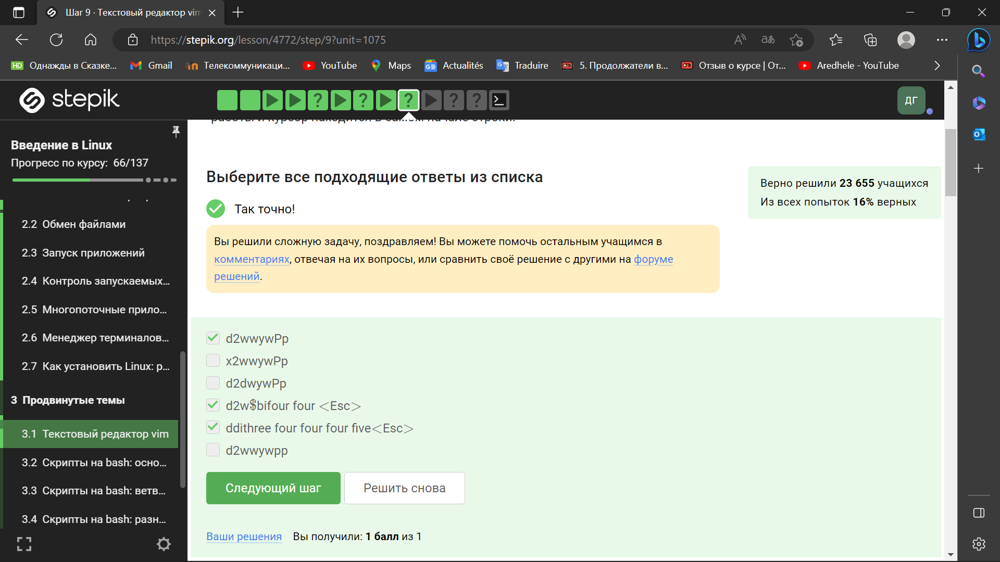 Шаг 9 · Текстовый редактор vim
https://stepik.org/lesson/4772/step/9?unit=1075
Однажды в Сказке... Gmail Телекоммуникаци... YouTube Maps Actualités Traduire 5. Продолжатели в... Отзыв о курсе | От... Aredhele - YouTube
stepik
ДГ
работы и курсор находится в самом начале строки!
Введение в Linux
Прогресс по курсу: 66/137
2.2 Обмен файлами
2.3 Запуск приложений
2.4 Контроль запускаемых...
2.5 Многопоточные прило...
2.6 Менеджер терминалов...
2.7 Как установить Linux: р...
3 Продвинутые темы
3.1 Текстовый редактор vim
3.2 Скрипты на bash: осно...
3.3 Скрипты на bash: ветв...
3.4 Скрипты на bash: разн...
Выберите все подходящие ответы из списка
Так точно!
Вы решили сложную задачу, поздравляем! Вы можете помочь остальным учащимся в
комментариях, отвечая на их вопросы, или сравнить своё решение с другими на форуме
решений.
Верно решили 23 655 учащихся
Из всех попыток 16% верных
d2wwywPp
x2wwywPp
d2dwywPp
d2w$bifour four <Esc>
ddithree four four four five<Esc>
d2wwywpp
Следующий шаг
Решить снова
Ваши решения Вы получили: 1 балл из 1